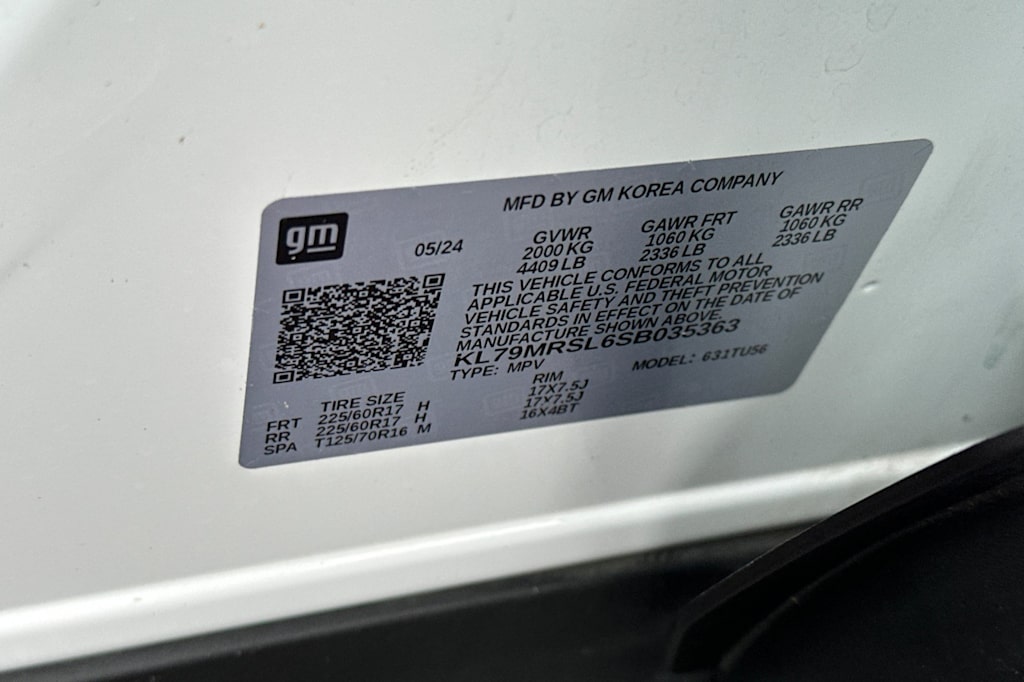 MFD BY GM KOREA COMPANY
gm
05/24
GVWR GAWR FRT GAWR RR
2000 KG 1060 KG 1060 KG
4409 LB 2336 LB 2336 LB
THIS VEHICLE CONFORMS TO ALL
APPLICABLE U.S. FEDERAL MOTOR
VEHICLE SAFETY AND THEFT PREVENTION
STANDARDS IN EFFECT ON THE DATE OF
MANUFACTURE SHOWN ABOVE.
KL79MRSL6SB035363
TYPE: MPV MODEL: 631TU56
TIRE SIZE RIM
FRT 225/60R17 H 17X7.5J
RR 225/60R17 H 17X7.5J
SPA T125/70R16 M 16X4BT